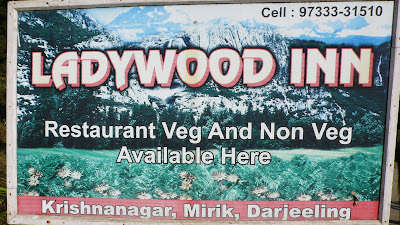 Cell : 97333-31510
LADYWOOD INN
Restaurant Veg And Non Veg
Available Here
Krishnanagar, Mirik, Darjeeling